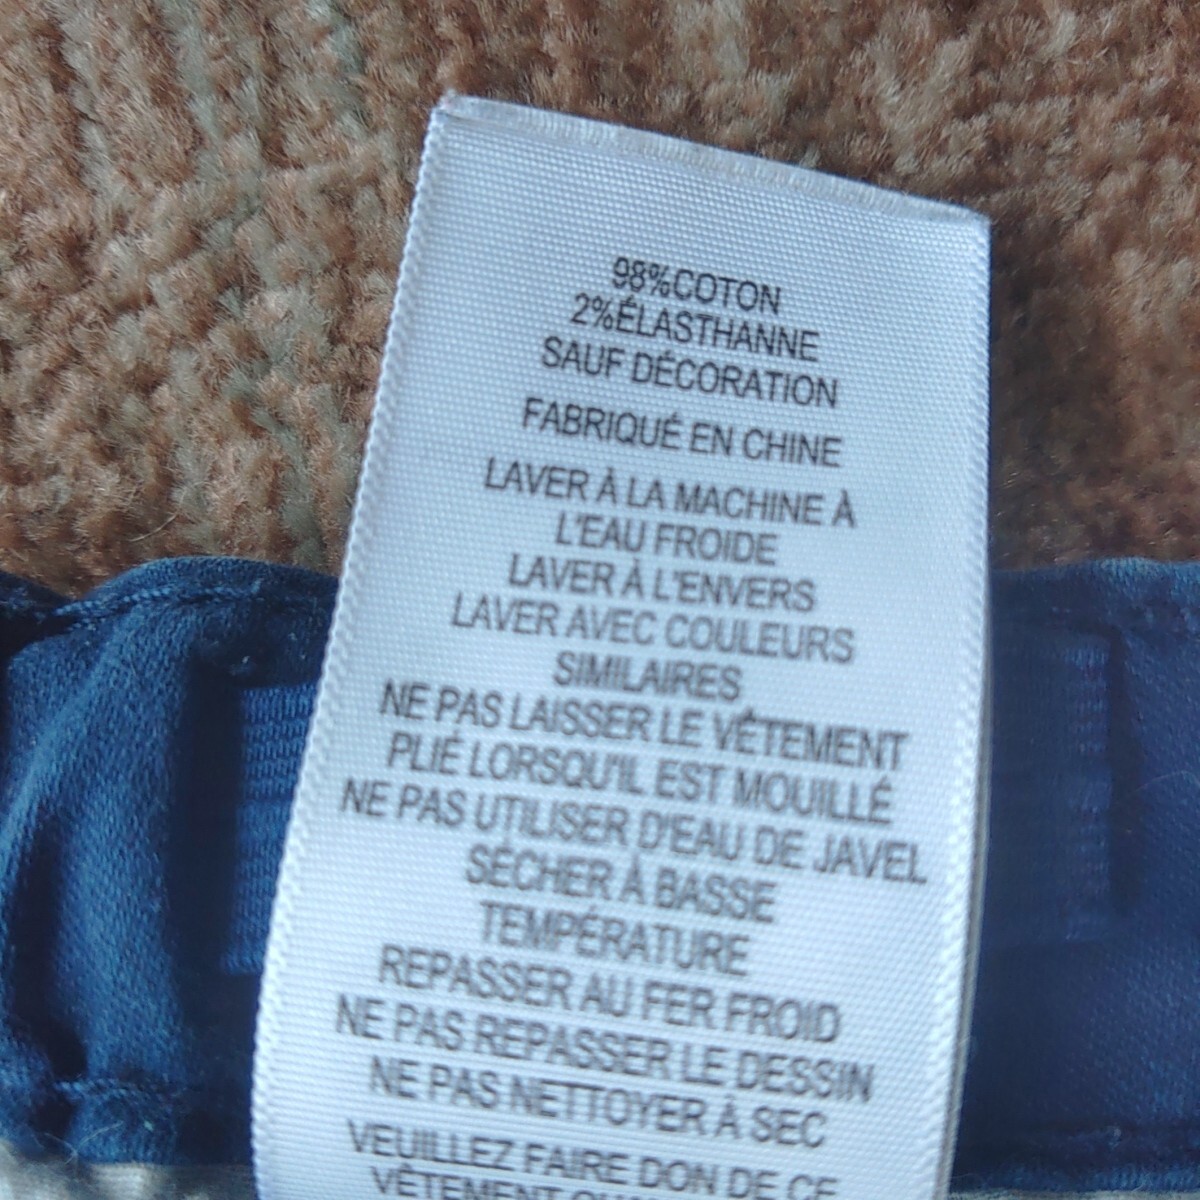 98%COTON
2%ÉLASTHANNE
SAUF DÉCORATION
FABRIQUÉ EN CHINE
LAVER À LA MACHINE À
L'EAU FROIDE
LAVER À L'ENVERS
LAVER AVEC COULEURS
SIMILAIRES
NE PAS LAISSER LE VÊTEMENT
PLIÉ LORSQU'IL EST MOUILLÉ
NE PAS UTILISER D'EAU DE JAVEL
SÉCHER À BASSE
TEMPÉRATURE
REPASSER AU FER FROID
NE PAS REPASSER LE DESSIN
NE PAS NETTOYER À SEC
VEUILLEZ FAIRE DON DE CE
VÊTEMENT